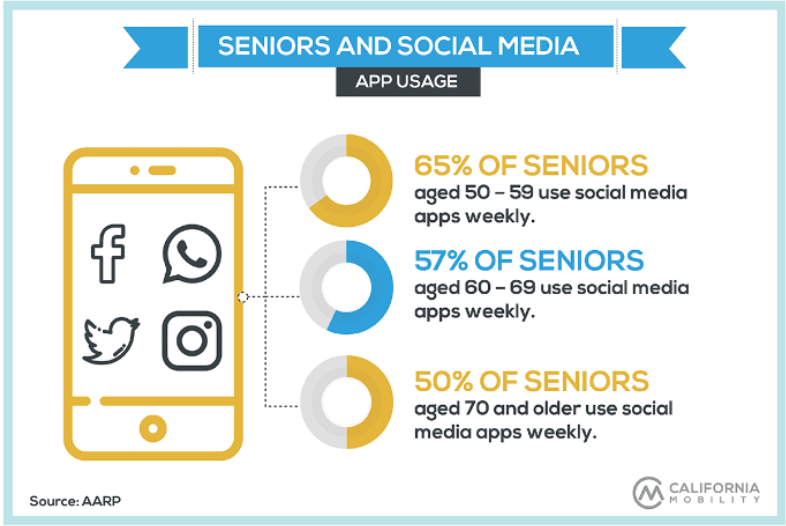 SENIORS AND SOCIAL MEDIA
APP USAGE
65% OF SENIORS
aged 50 – 59 use social media
apps weekly.
57% OF SENIORS
aged 60 – 69 use social media
apps weekly.
50% OF SENIORS
aged 70 and older use social
media apps weekly.
Source: AARP
CALIFORNIA
MOBILITY